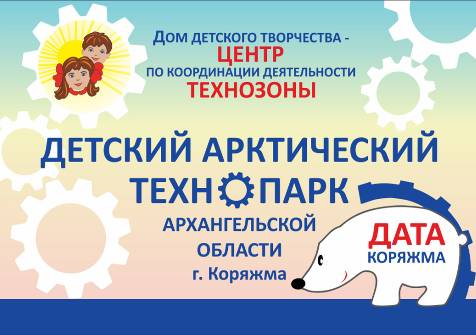 Дом детского творчества -
ЦЕНТР
по координации деятельности
ТЕХНОЗОНЫ
ДЕТСКИЙ АРКТИЧЕСКИЙ
ТЕХНОПАРК
АРХАНГЕЛЬСКОЙ
ОБЛАСТИ
г. Коряжма
ДАТА
КОРЯЖМА